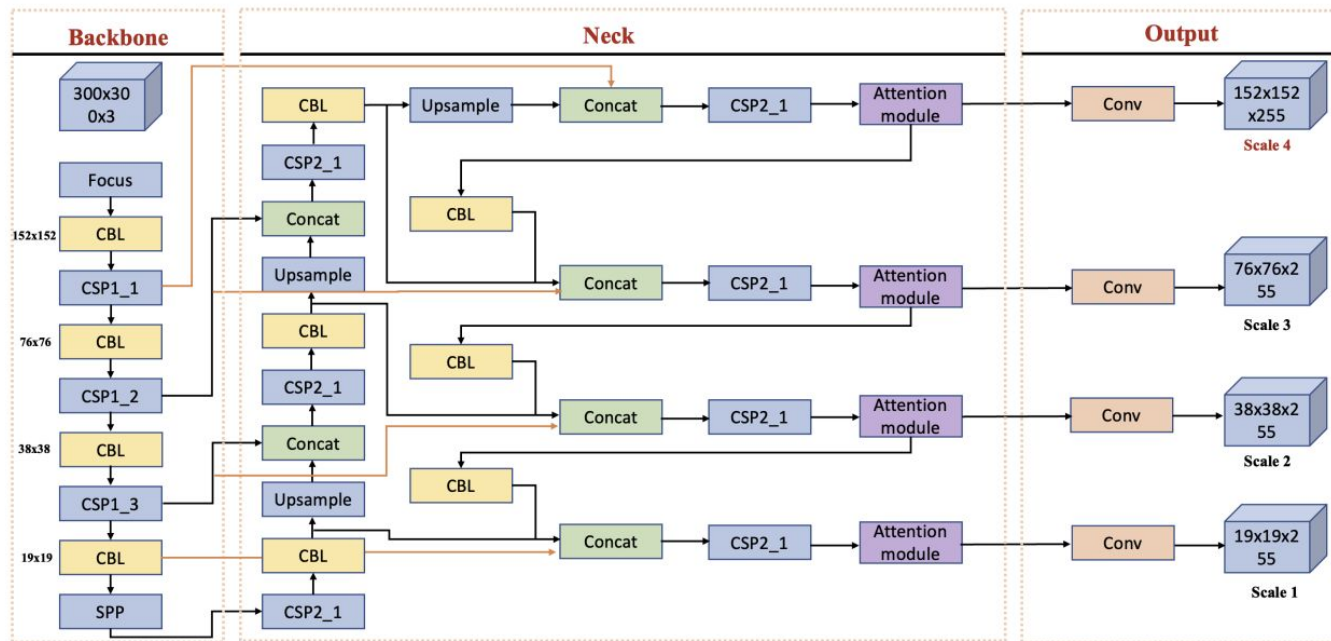 Backbone
Neck
Output
300x30
0x3
Focus
152x152
CBL
CSP1_1
76x76
CBL
CSP1_2
38x38
CBL
CSP1_3
19x19
CBL
SPP
CBL
CSP2_1
Concat
Upsample
CBL
CSP2_1
Concat
Upsample
CBL
CSP2_1
Upsample
Concat
CSP2_1
Attention
module
Conv
152x152
x255
Scale 4
CBL
Concat
CSP2_1
Attention
module
Conv
76x76x2
55
Scale 3
CBL
Concat
CSP2_1
Attention
module
Conv
38x38x2
55
Scale 2
CBL
Concat
CSP2_1
Attention
module
Conv
19x19x2
55
Scale 1